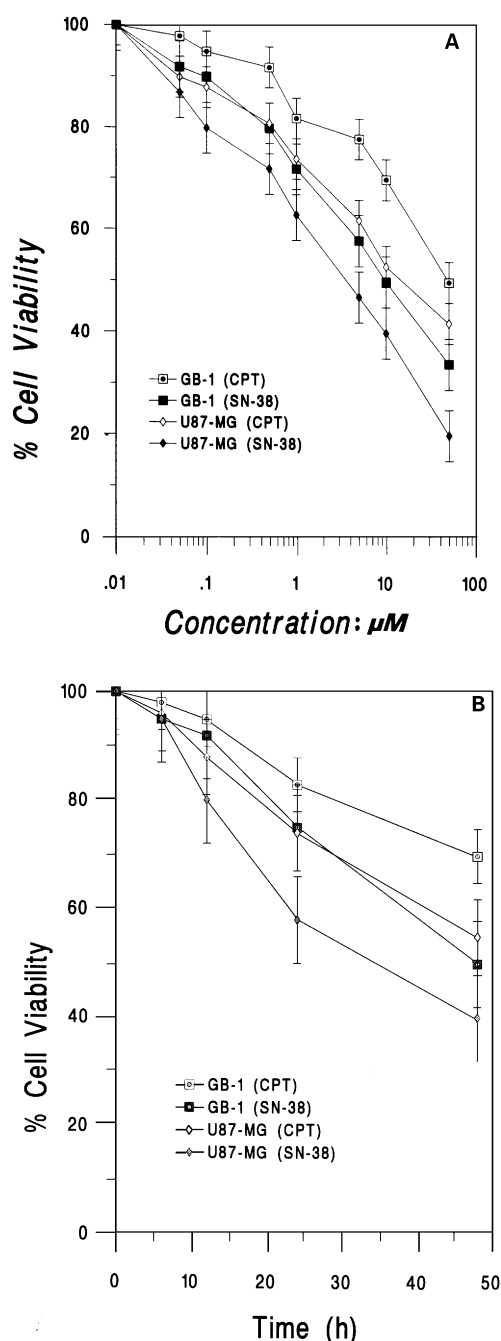 A
100
80
60
40
20
0
% Cell Viability
GB-1 (CPT)
GB-1 (SN-38)
U87-MG (CPT)
U87-MG (SN-38)
.01 .1 1 10 100
Concentration: µM
B
100
80
60
40
20
0
% Cell Viability
GB-1 (CPT)
GB-1 (SN-38)
U87-MG (CPT)
U87-MG (SN-38)
0 10 20 30 40 50
Time (h)